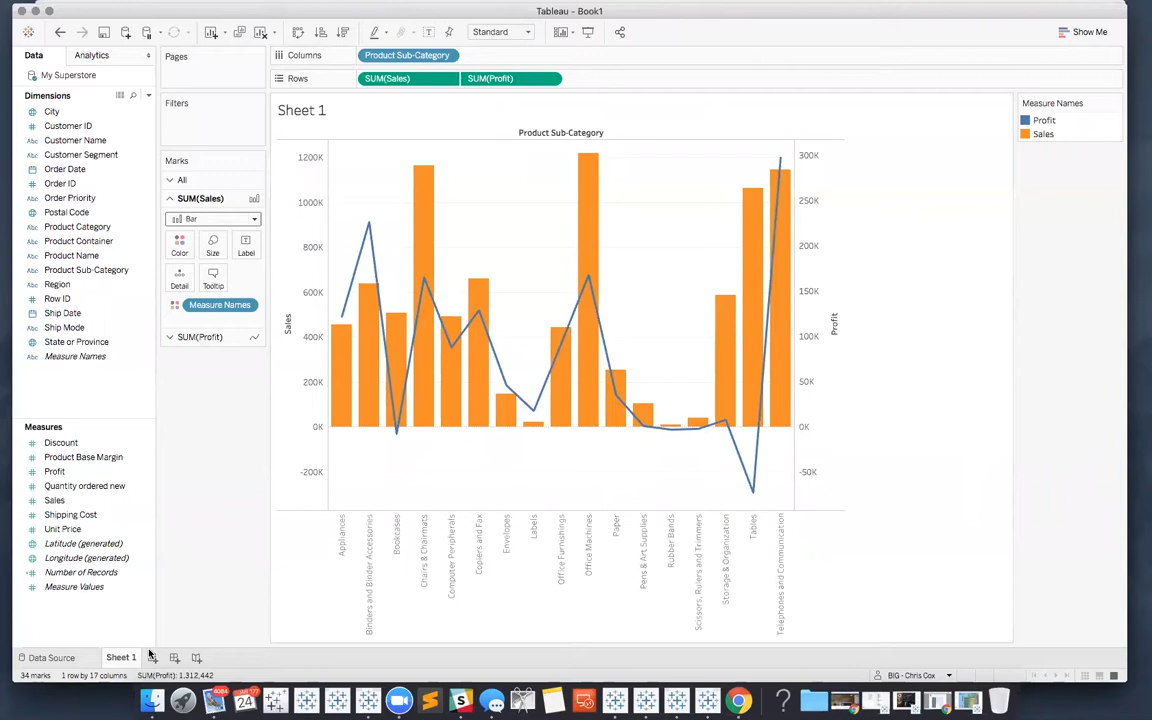 Tableau - Book1
Standard
Show Me
Data
Analytics
Pages
Columns
Product Sub-Category
My Superstore
Rows
SUM(Sales)
SUM(Profit)
Dimensions
Filters
Sheet 1
Measure Names
Profit
Sales
City
Customer ID
Customer Name
Customer Segment
Order Date
Order ID
Order Priority
Postal Code
Product Category
Product Container
Product Name
Product Sub-Category
Region
Row ID
Ship Date
Ship Mode
State or Province
Measure Names
Marks
All
SUM(Sales)
Bar
Color
Size
Label
Detail
Tooltip
Measure Names
SUM(Profit)
Product Sub-Category
1200K
1000K
800K
600K
400K
200K
0K
-200K
Sales
300K
250K
200K
150K
100K
50K
0K
-50K
Profit
Appliances
Binders and Binder Accessories
Bookcases
Chairs & Chairmats
Computer Peripherals
Copiers and Fax
Envelopes
Labels
Office Furnishings
Office Machines
Paper
Pens & Art Supplies
Rubber Bands
Scissors, Rulers and Trimmers
Storage & Organization
Tables
Telephones and Communication
Measures
Discount
Product Base Margin
Profit
Quantity ordered new
Sales
Shipping Cost
Unit Price
Latitude (generated)
Longitude (generated)
Number of Records
Measure Values
Data Source
Sheet 1
34 marks
1 row by 17 columns
SUM(Profit): 1,312,442
BIG - Chris Cox
24